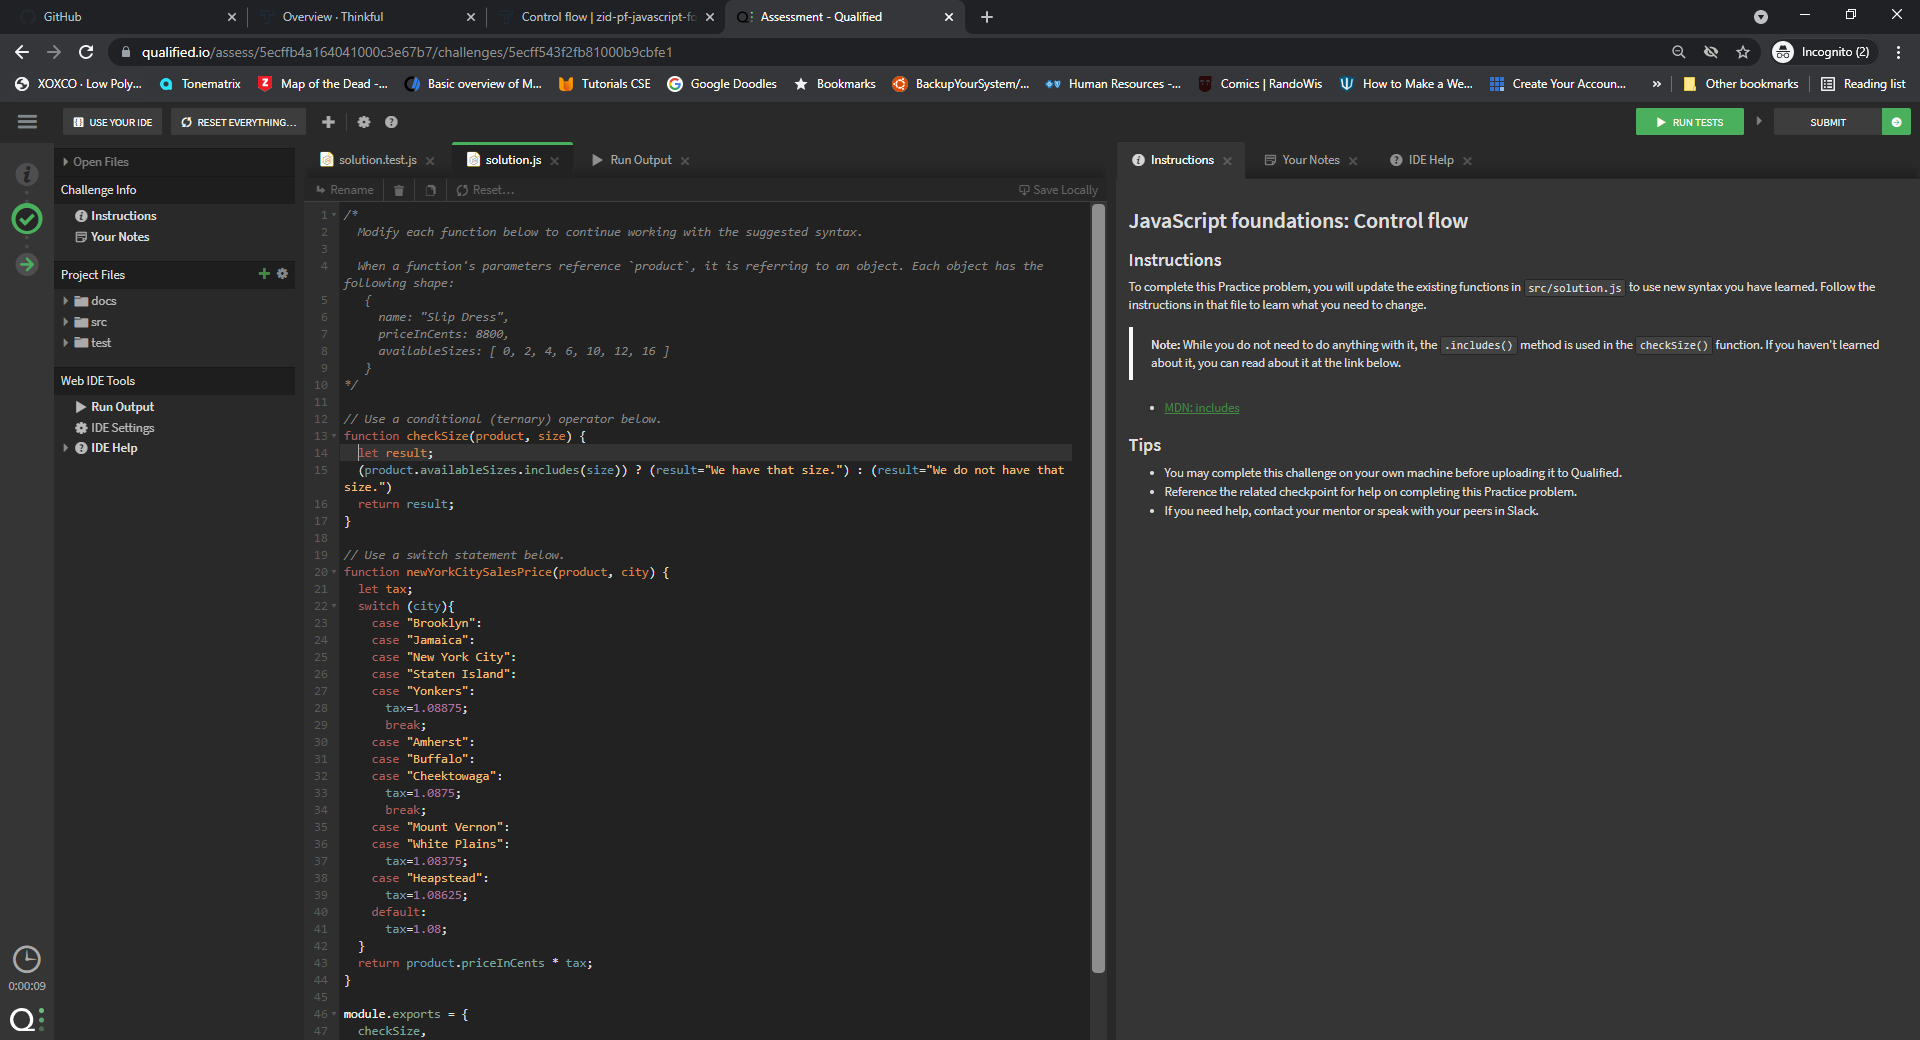 GitHub
Overview · Thinkful
Control flow | zid-pf-javascript-fo
Assessment - Qualified
qualified.io/assess/5ecffb4a164041000c3e67b7/challenges/5ecff543f2fb81000b9cbfe1
Incognito (2)
XOXCO · Low Poly...
Tonematrix
Map of the Dead -...
Basic overview of M...
Tutorials CSE
Google Doodles
Bookmarks
BackupYourSystem/...
Human Resources -...
Comics | RandoWis
How to Make a We...
Create Your Accoun...
»
Other bookmarks
Reading list
USE YOUR IDE
RESET EVERYTHING...
RUN TESTS
SUBMIT
Open Files
Challenge Info
Instructions
Your Notes
Project Files
docs
src
test
Web IDE Tools
Run Output
IDE Settings
IDE Help
0:00:09
solution.test.js
solution.js
Run Output
Rename
Reset...
Save Locally
1 /*
2 Modify each function below to continue working with the suggested syntax.
3
4 When a function's parameters reference `product`, it is referring to an object. Each object has the
following shape:
5 {
6 name: "Slip Dress",
7 priceInCents: 8800,
8 availableSizes: [ 0, 2, 4, 6, 10, 12, 16 ]
9 }
10 */
11
12 // Use a conditional (ternary) operator below.
13 function checkSize(product, size) {
14 let result;
15 (product.availableSizes.includes(size)) ? (result="We have that size.") : (result="We do not have that
size.")
16 return result;
17 }
18
19 // Use a switch statement below.
20 function newYorkCitySalesPrice(product, city) {
21 let tax;
22 switch (city){
23 case "Brooklyn":
24 case "Jamaica":
25 case "New York City":
26 case "Staten Island":
27 case "Yonkers":
28 tax=1.08875;
29 break;
30 case "Amherst":
31 case "Buffalo":
32 case "Cheektowaga":
33 tax=1.0875;
34 break;
35 case "Mount Vernon":
36 case "White Plains":
37 tax=1.08375;
38 case "Heapstead":
39 tax=1.08625;
40 default:
41 tax=1.08;
42 }
43 return product.priceInCents * tax;
44 }
45
46 module.exports = {
47 checkSize,
Instructions
Your Notes
IDE Help
JavaScript foundations: Control flow
Instructions
To complete this Practice problem, you will update the existing functions in src/solution.js to use new syntax you have learned. Follow the
instructions in that file to learn what you need to change.
Note: While you do not need to do anything with it, the .includes() method is used in the checkSize() function. If you haven't learned
about it, you can read about it at the link below.
• MDN: includes
Tips
• You may complete this challenge on your own machine before uploading it to Qualified.
• Reference the related checkpoint for help on completing this Practice problem.
• If you need help, contact your mentor or speak with your peers in Slack.